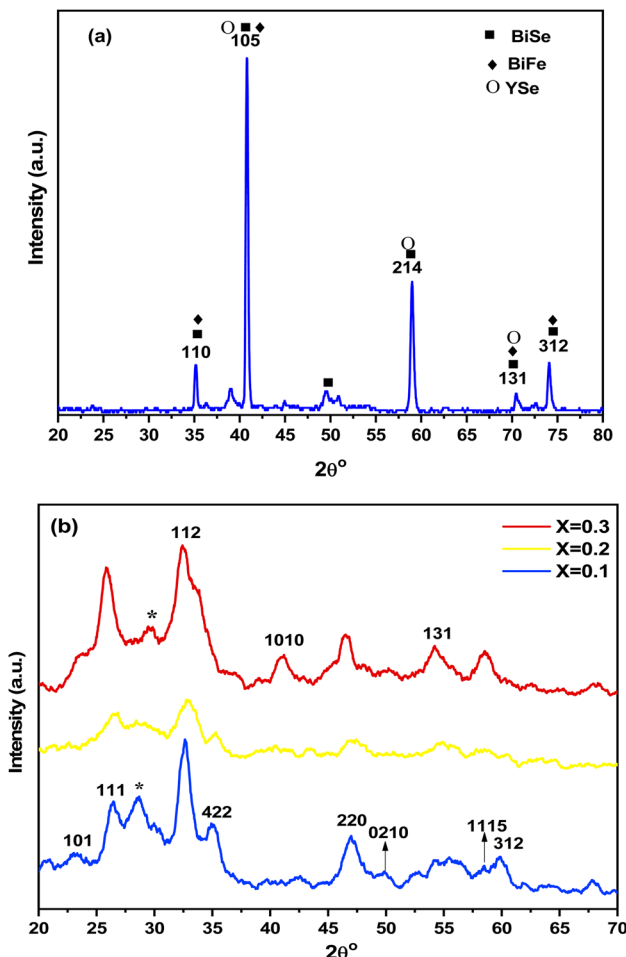 (a)
O ■ ♦
105
■ BiSe
♦ BiFe
O YSe
O
■
214
♦
■
110
■
O
♦
■
131
♦
■
312
Intensity (a.u.)
20 25 30 35 40 45 50 55 60 65 70 75 80
2θº
(b)
112
X=0.3
X=0.2
X=0.1
*
1010
131
111
*
101
422
220
0210
1115
312
Intensity (a.u.)
20 25 30 35 40 45 50 55 60 65 70
2θº